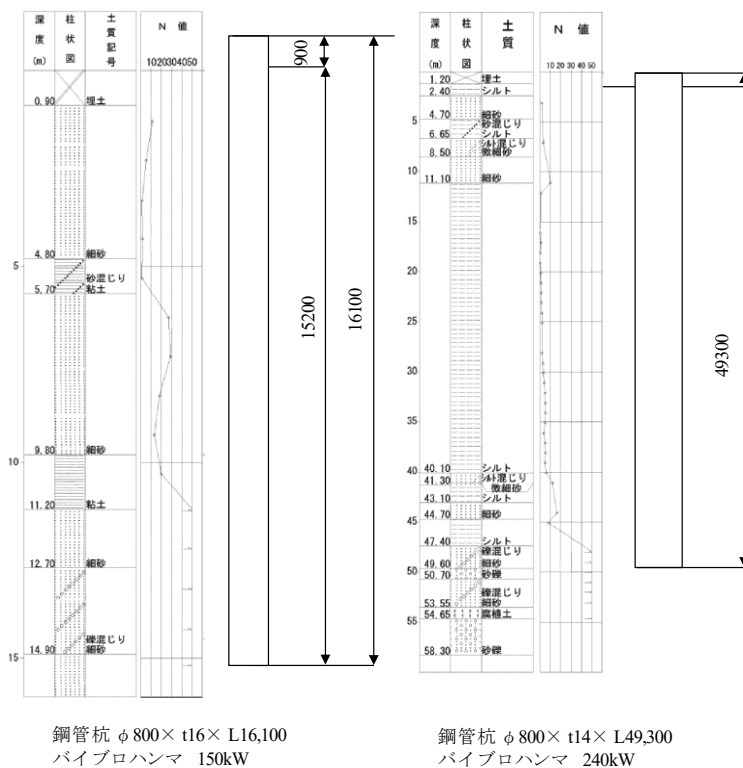 深度(m)
柱状図
土質記号
N 値
10 20 30 40 50
0.90 埋土
4.80 細砂
5
砂混じり
5.70 粘土
9.80 細砂
10
11.20 粘土
12.70 細砂
礫混じり
14.90 細砂
15
900
15200
16100
鋼管杭 φ800× t16× L16,100
バイブロハンマ 150kW
深度(m)
柱状図
土質
N 値
10 20 30 40 50
1.20 埋土
2.40 シルト
4.70 細砂
5
砂混じり
6.65 シルト
シルト混じり
8.50 微細砂
10
11.10 細砂
15
20
25
30
35
40
40.10 シルト
41.30 シルト混じり
微細砂
43.10 シルト
44.70 細砂
45
47.40 シルト
礫混じり
49.60 細砂
50
50.70 砂礫
礫混じり
53.55 細砂
54.65 腐植土
55
58.30 砂礫
49300
鋼管杭 φ800× t14× L49,300
バイブロハンマ 240kW